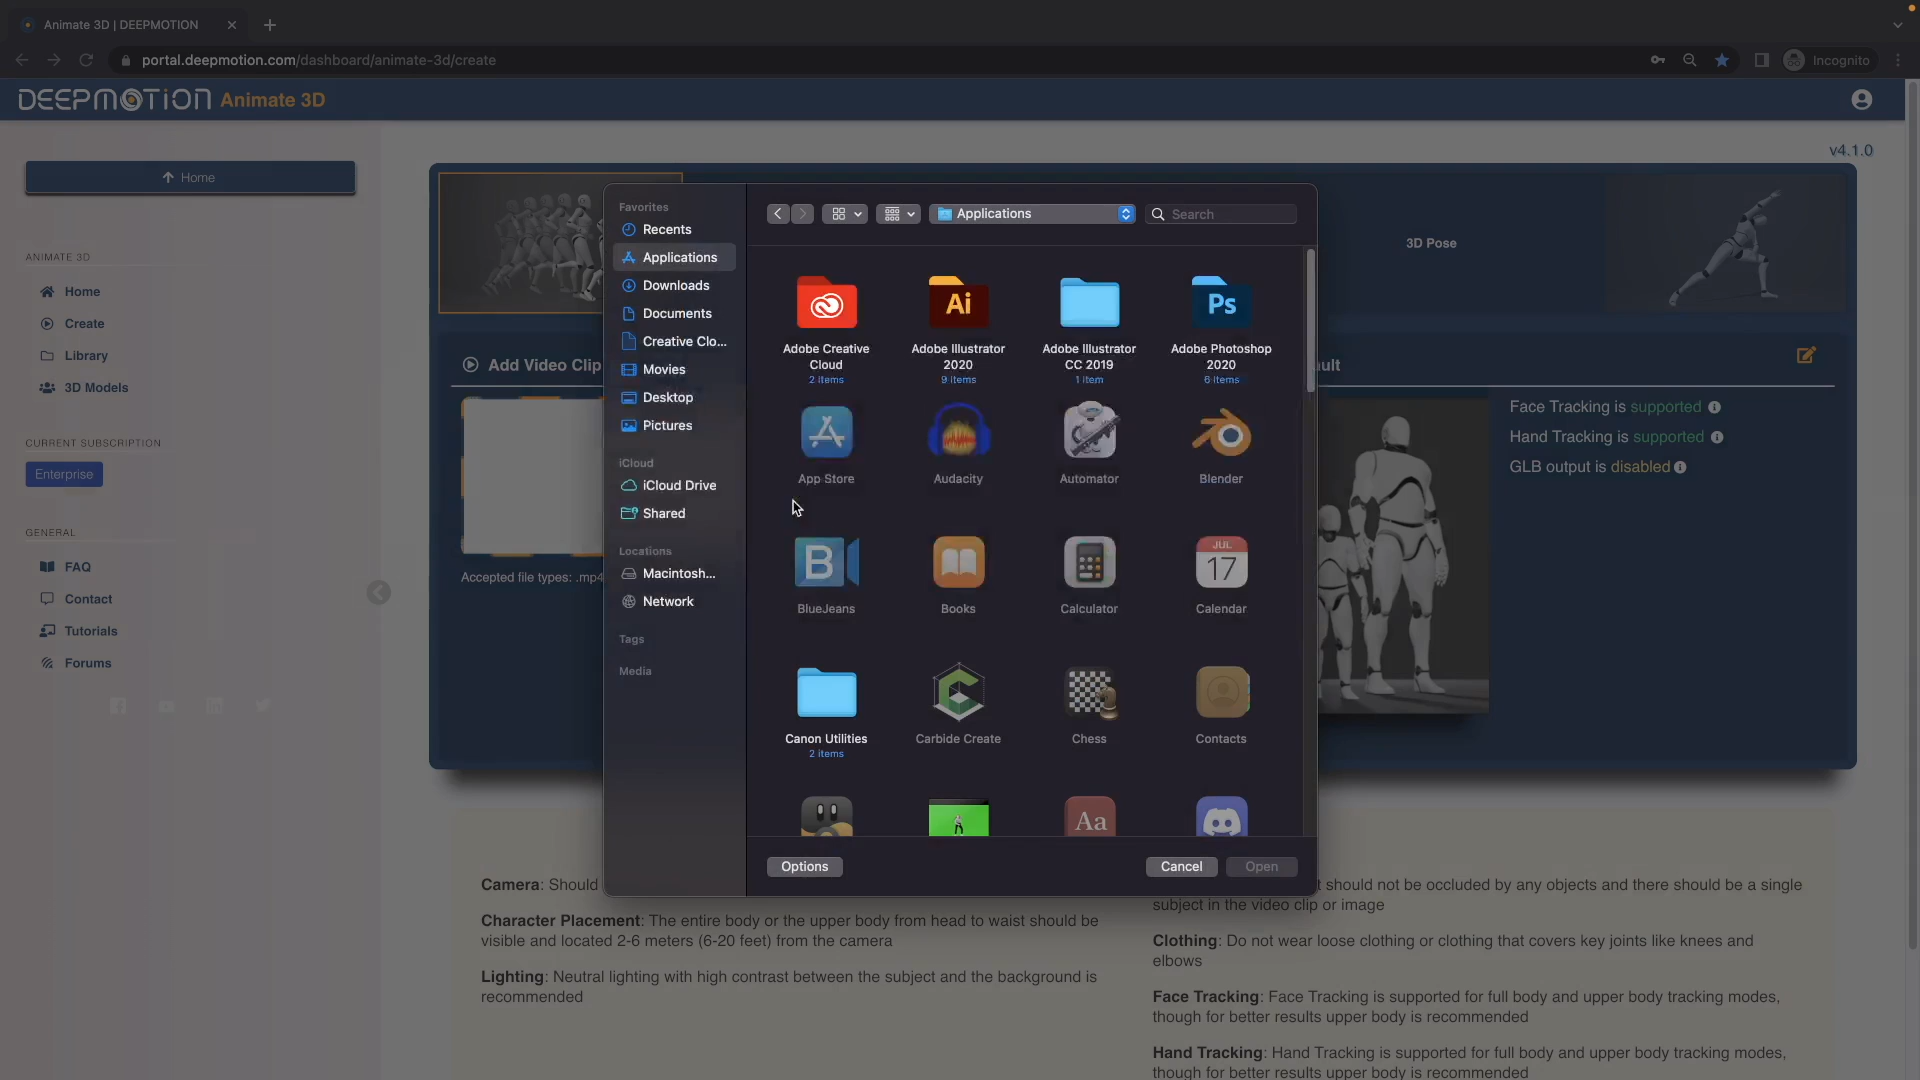 Animate 3D | DEEPMOTION
portal.deepmotion.com/dashboard/animate-3d/create
Incognito
DEEPMOTION Animate 3D
v4.1.0
Home
ANIMATE 3D
Home
Create
Library
3D Models
CURRENT SUBSCRIPTION
Enterprise
GENERAL
FAQ
Contact
Tutorials
Forums
3D Pose
Add Video Clip
ault
Accepted file types: .mp4
Face Tracking is supported
Hand Tracking is supported
GLB output is disabled
Favorites
Recents
Applications
Downloads
Documents
Creative Clo...
Movies
Desktop
Pictures
iCloud
iCloud Drive
Shared
Locations
Macintosh...
Network
Tags
Media
Applications
Search
Adobe Creative
Cloud
2 items
Ai
Adobe Illustrator
2020
9 items
Adobe Illustrator
CC 2019
1 item
Ps
Adobe Photoshop
2020
6 items
App Store
Audacity
Automator
Blender
B
BlueJeans
Books
Calculator
JUL
17
Calendar
Canon Utilities
2 items
Carbide Create
Chess
Contacts
Aa
Options
Cancel
Open
Camera: Should
Character Placement: The entire body or the upper body from head to waist should be
visible and located 2-6 meters (6-20 feet) from the camera
Lighting: Neutral lighting with high contrast between the subject and the background is
recommended
t should not be occluded by any objects and there should be a single
subject in the video clip or image
Clothing: Do not wear loose clothing or clothing that covers key joints like knees and
elbows
Face Tracking: Face Tracking is supported for full body and upper body tracking modes,
though for better results upper body is recommended
Hand Tracking: Hand Tracking is supported for full body and upper body tracking modes,
though for better results upper body is recommended